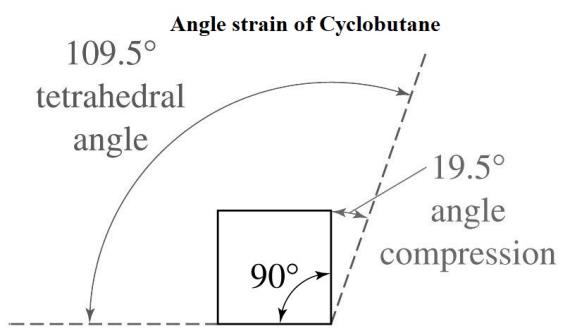 Angle strain of Cyclobutane
109.5°
tetrahedral
angle
19.5°
angle
compression
90°